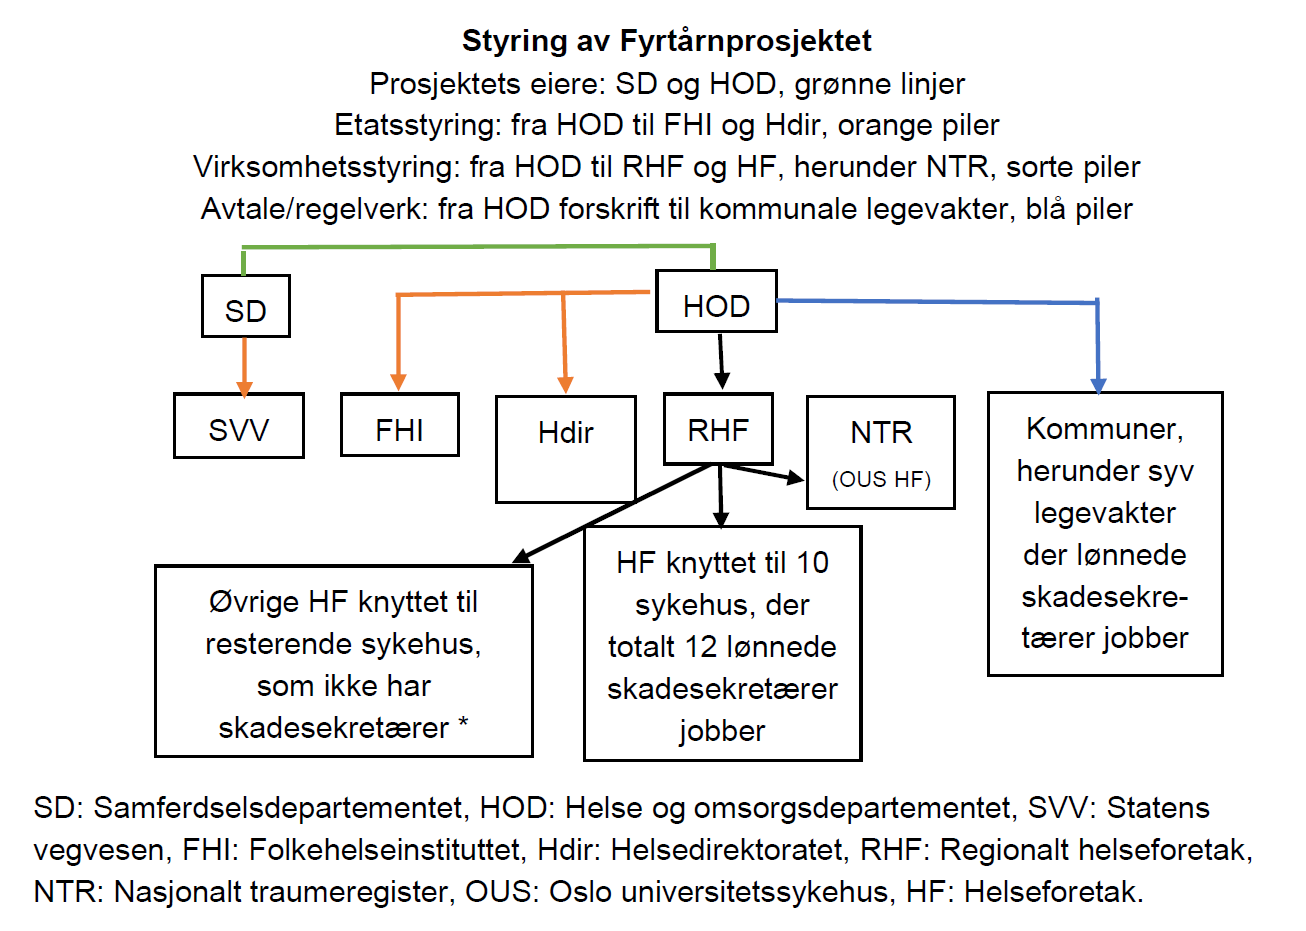 Styring av Fyrtårnprosjektet
Prosjektets eiere: SD og HOD, grønne linjer
Etatsstyring: fra HOD til FHI og Hdir, orange piler
Virksomhetsstyring: fra HOD til RHF og HF, herunder NTR, sorte piler
Avtale/regelverk: fra HOD forskrift til kommunale legevakter, blå piler
SD
HOD
SVV
FHI
Hdir
RHF
NTR
(OUS HF)
Kommuner,
herunder syv
legevakter
der lønnede
skadesekre-
tærer jobber
Øvrige HF knyttet til
resterende sykehus,
som ikke har
skadesekretærer *
HF knyttet til 10
sykehus, der
totalt 12 lønnede
skadesekretærer
jobber
SD: Samferdselsdepartementet, HOD: Helse og omsorgsdepartementet, SVV: Statens
vegvesen, FHI: Folkehelseinstituttet, Hdir: Helsedirektoratet, RHF: Regionalt helseforetak,
NTR: Nasjonalt traumeregister, OUS: Oslo universitetssykehus, HF: Helseforetak.